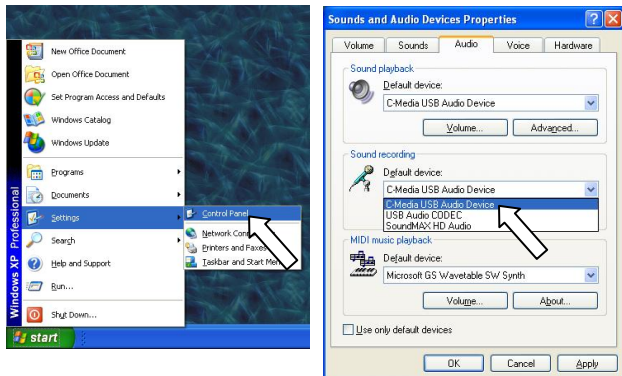 New Office Document
Open Office Document
Set Program Access and Defaults
Windows Catalog
Windows Update
Programs
Documents
Settings
Search
Help and Support
Run...
Shut Down...
Windows XP Professional
start
Control Panel
Network Conn
Printers and Faxes
Taskbar and Start Men
Sounds and Audio Devices Properties
Volume Sounds Audio Voice Hardware
Sound playback
Default device:
C-Media USB Audio Device
Volume... Advanced...
Sound recording
Default device:
C-Media USB Audio Device
C-Media USB Audio Device
USB Audio CODEC
SoundMAX HD Audio
MIDI music playback
Default device:
Microsoft GS Wavetable SW Synth
Volume... About...
Use only default devices
OK Cancel Apply